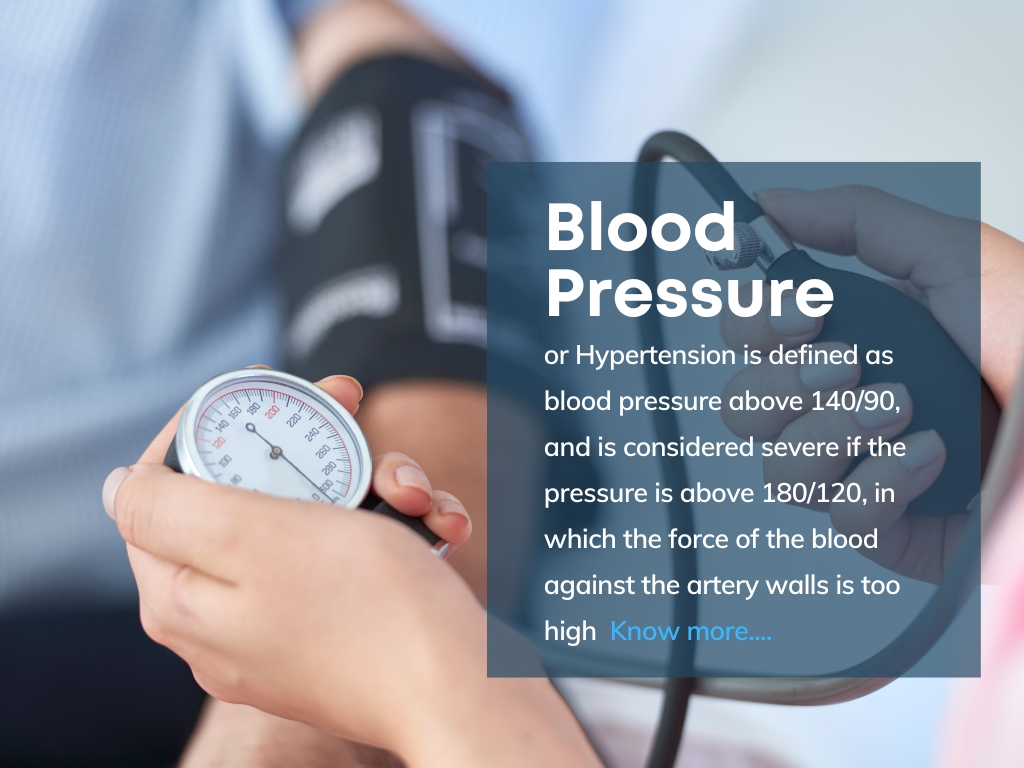 Blood
Pressure
or Hypertension is defined as
blood pressure above 140/90,
and is considered severe if the
pressure is above 180/120, in
which the force of the blood
against the artery walls is too
high Know more....
80
100
120
140
160
180
200
220
240
260
280
300
0